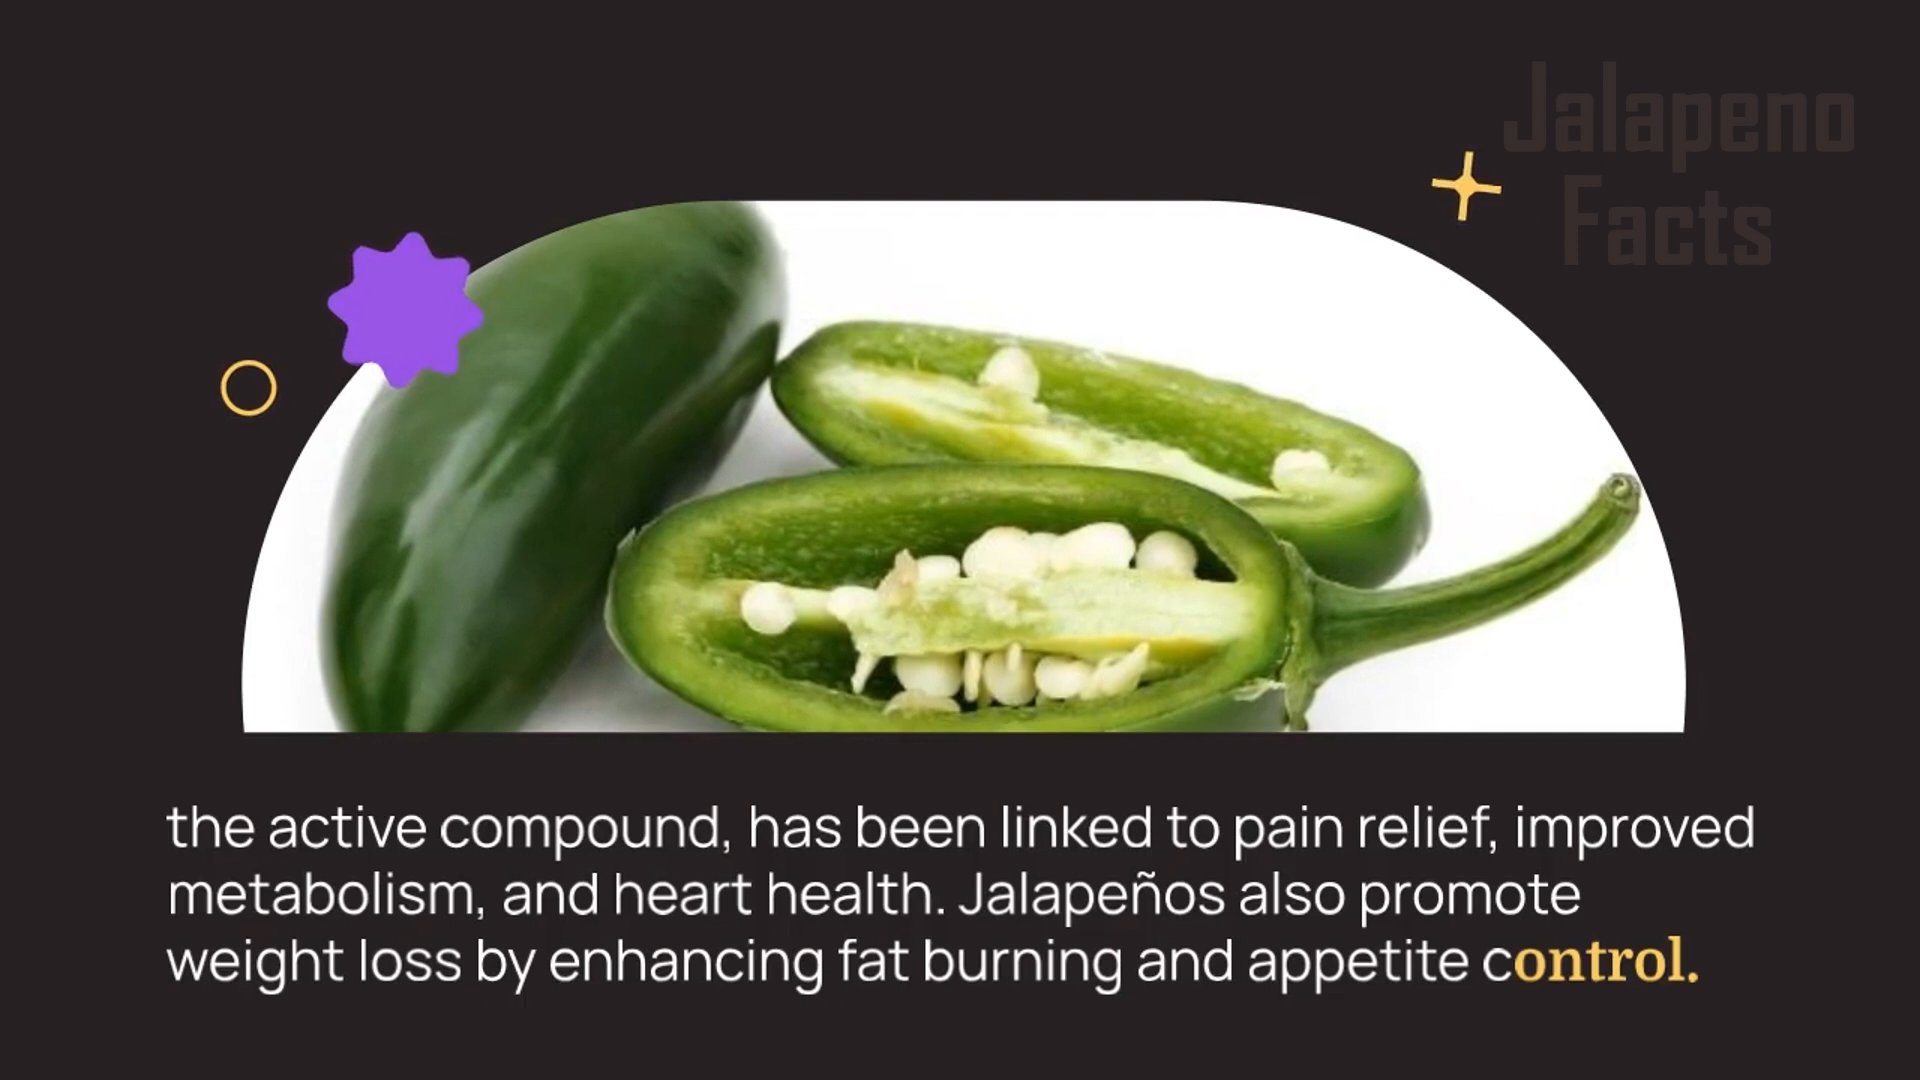 Jalapeno
Facts
the active compound, has been linked to pain relief, improved
metabolism, and heart health. Jalapeños also promote
weight loss by enhancing fat burning and appetite control.